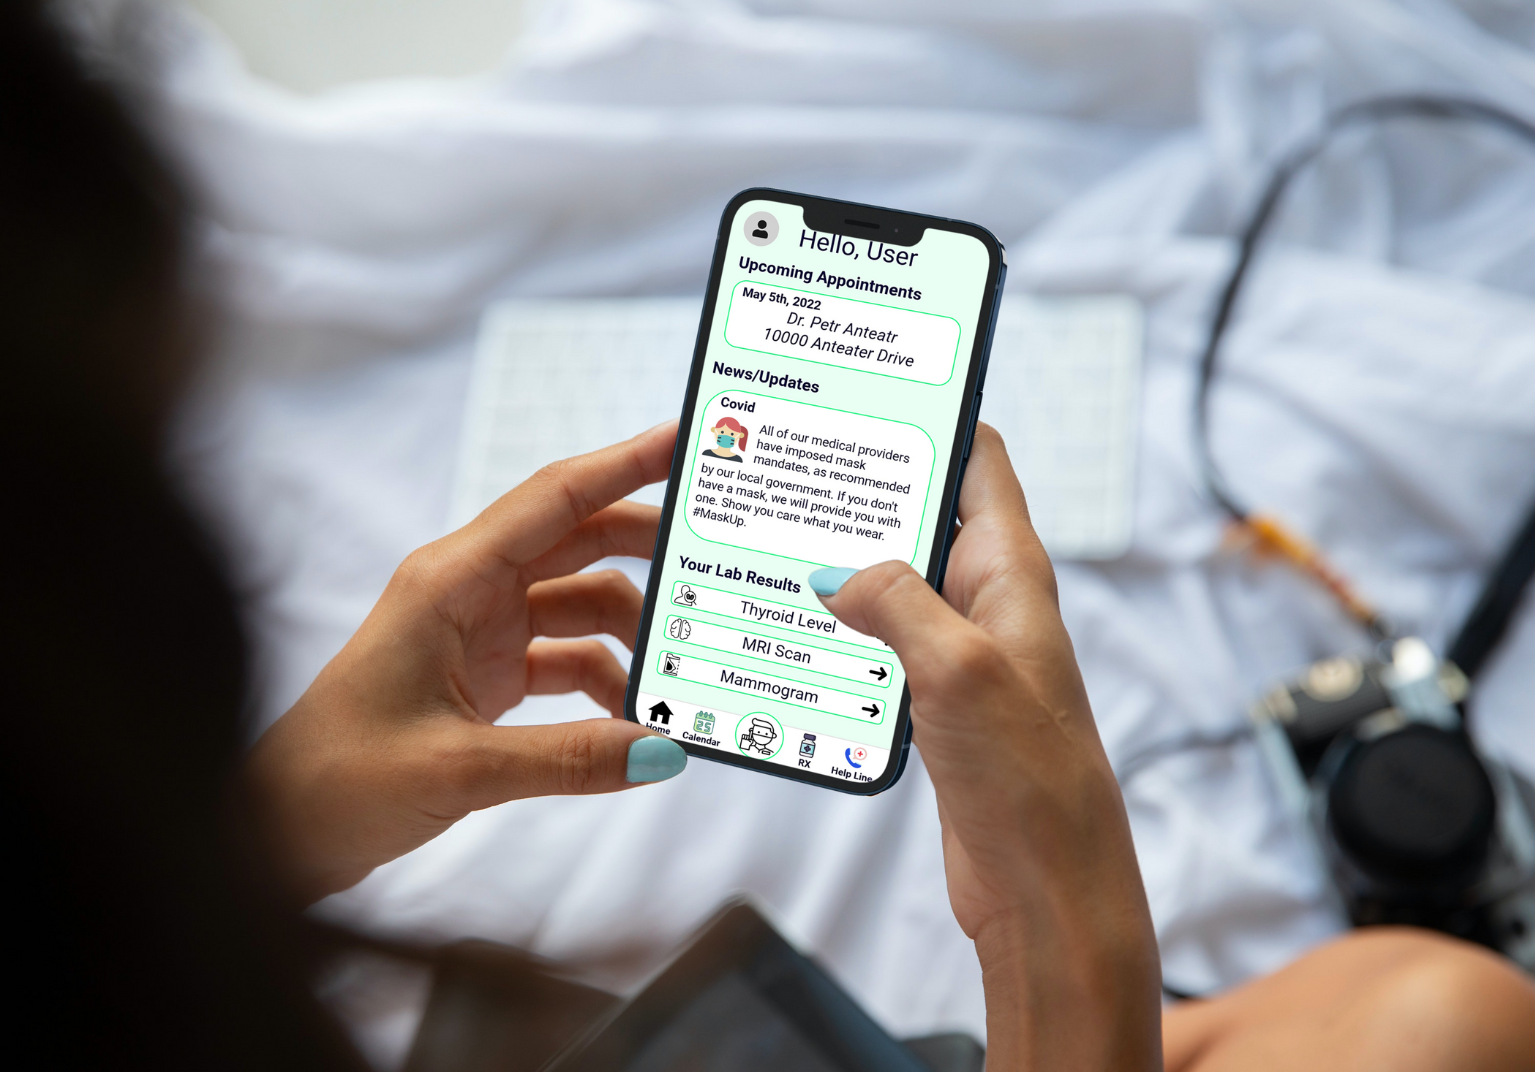 Hello, User
Upcoming Appointments
May 5th, 2022
Dr. Petr Anteatr
10000 Anteater Drive
News/Updates
Covid
All of our medical providers
have imposed mask
mandates, as recommended
by our local government. If you don't
have a mask, we will provide you with
one. Show you care what you wear.
#MaskUp.
Your Lab Results
Thyroid Level
MRI Scan
Mammogram
Home
25
Calendar
RX
Help Line